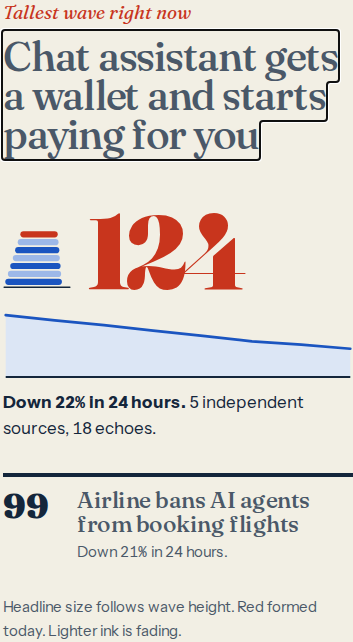 Tallest wave right now
Chat assistant gets
a wallet and starts
paying for you
124
Down 22% in 24 hours. 5 independent
sources, 18 echoes.
99
Airline bans AI agents
from booking flights
Down 21% in 24 hours.
Headline size follows wave height. Red formed
today. Lighter ink is fading.